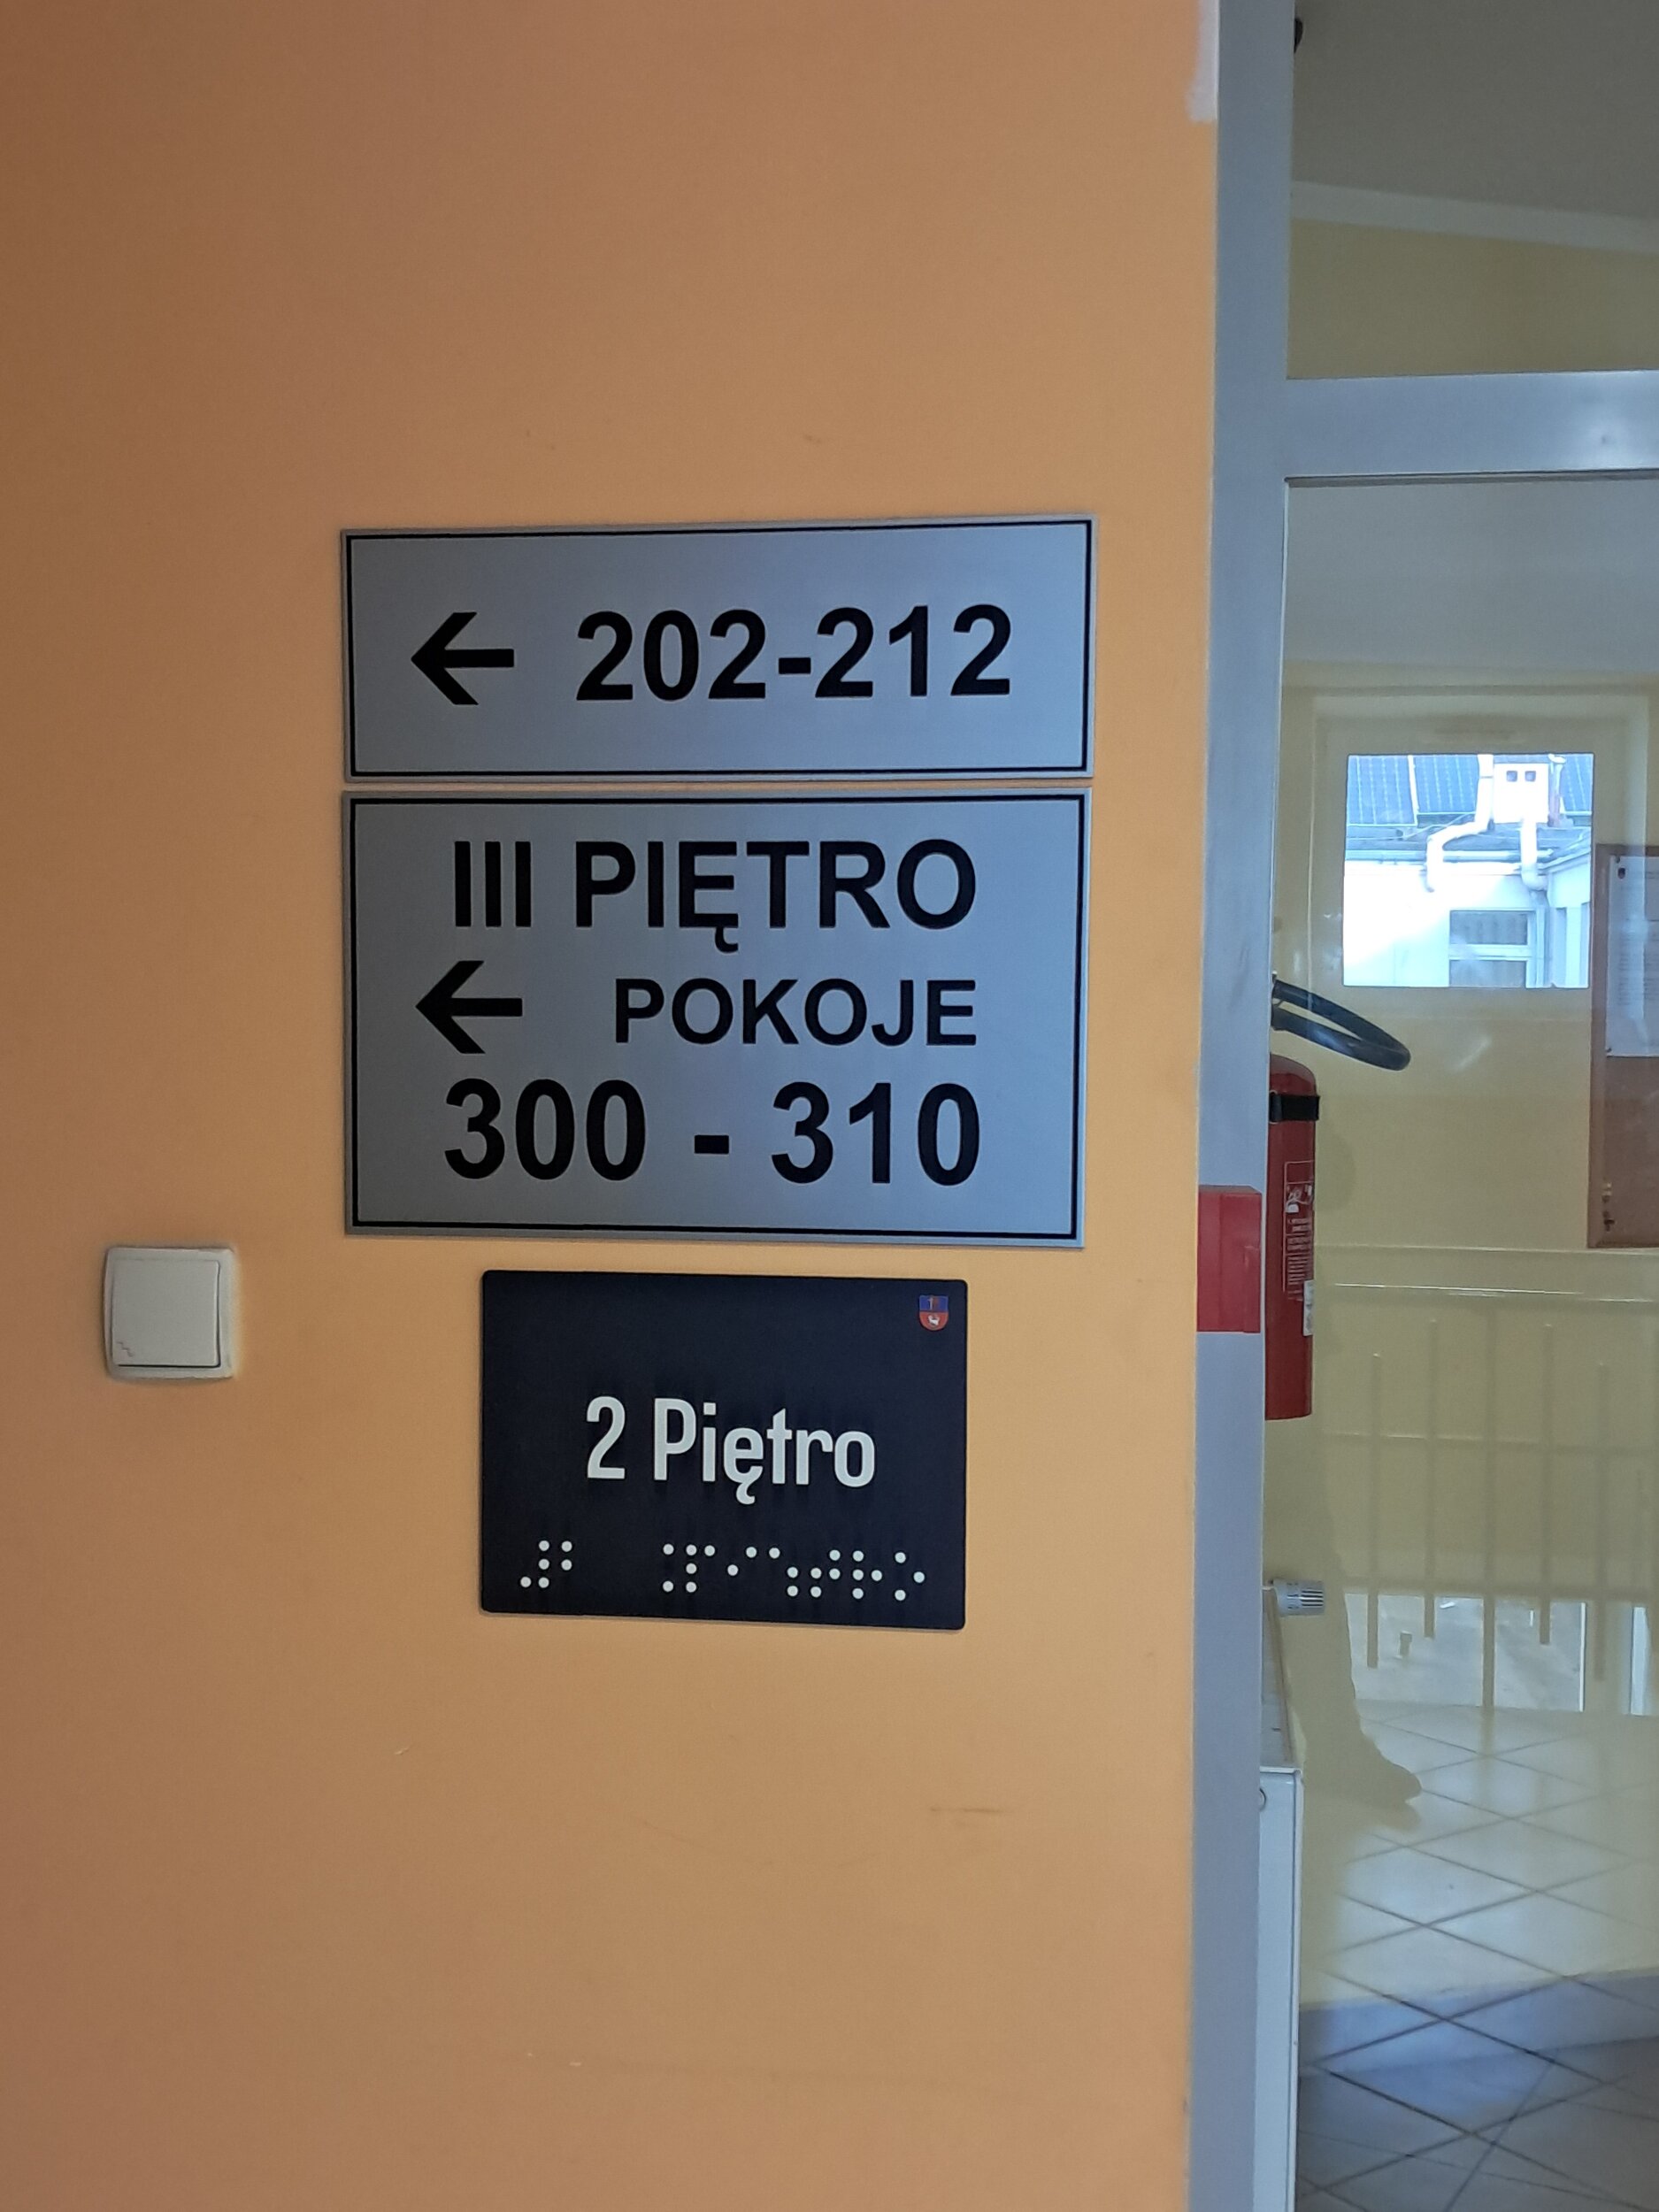 ← 202-212
III PIĘTRO
← POKOJE
300 - 310
2 Piętro
⠼⠃ ⠨⠏⠊⠢⠞⠗⠕